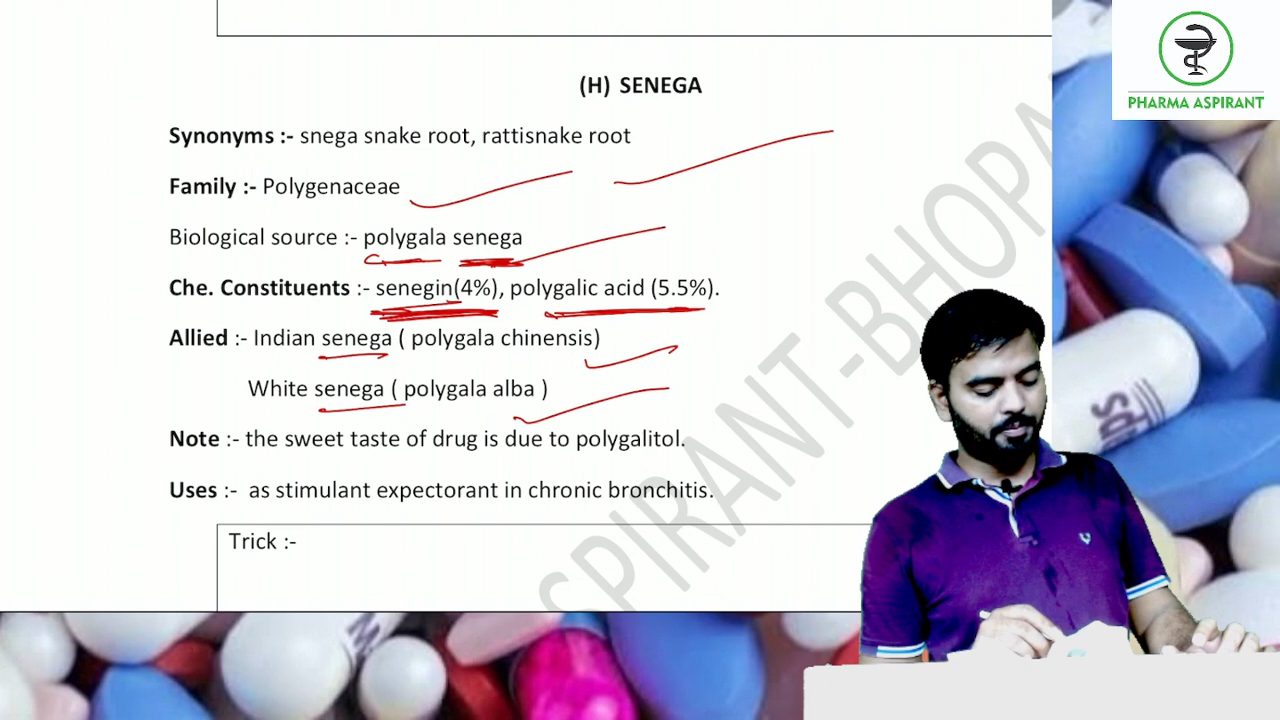 PHARMA ASPIRANT
(H) SENEGA
Synonyms :- snega snake root, rattisnake root
Family :- Polygenaceae
Biological source :- polygala senega
Che. Constituents :- senegin(4%), polygalic acid (5.5%).
Allied :- Indian senega ( polygala chinensis)
White senega ( polygala alba )
Note :- the sweet taste of drug is due to polygalitol.
Uses :- as stimulant expectorant in chronic bronchitis.
Trick :-
SPIRANT-BHOPA